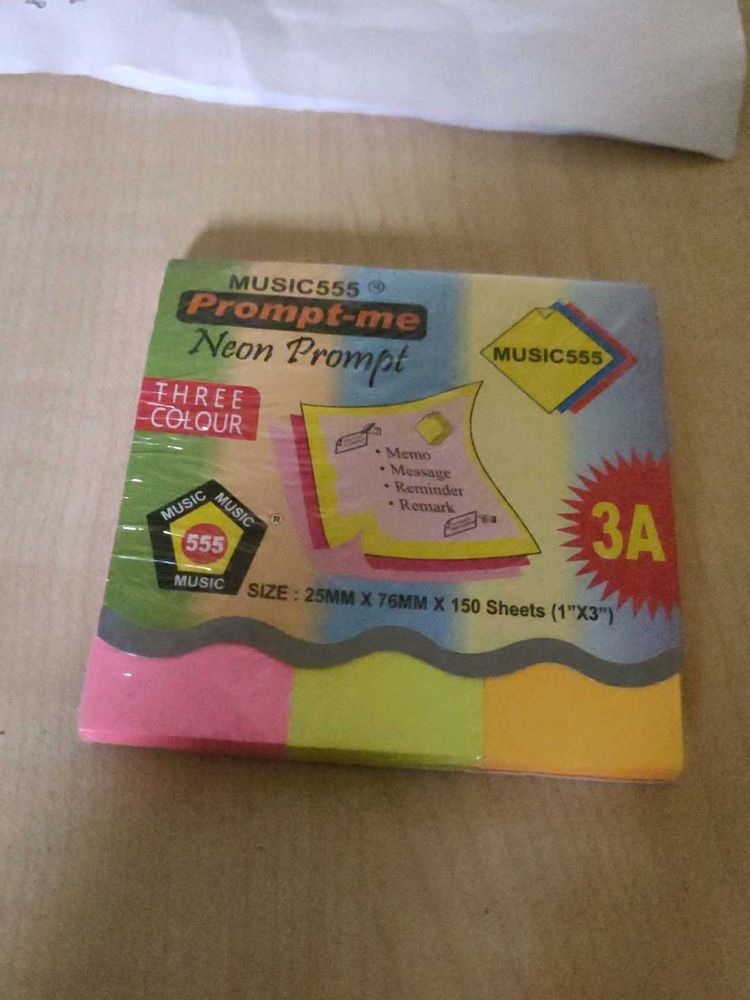 MUSIC555 ®
Prompt-me
Neon Prompt
MUSIC555
THREE
COLOUR
• Memo
• Message
• Reminder
• Remark
3A
MUSIC MUSIC
555
MUSIC
®
SIZE : 25MM X 76MM X 150 Sheets (1"X3")